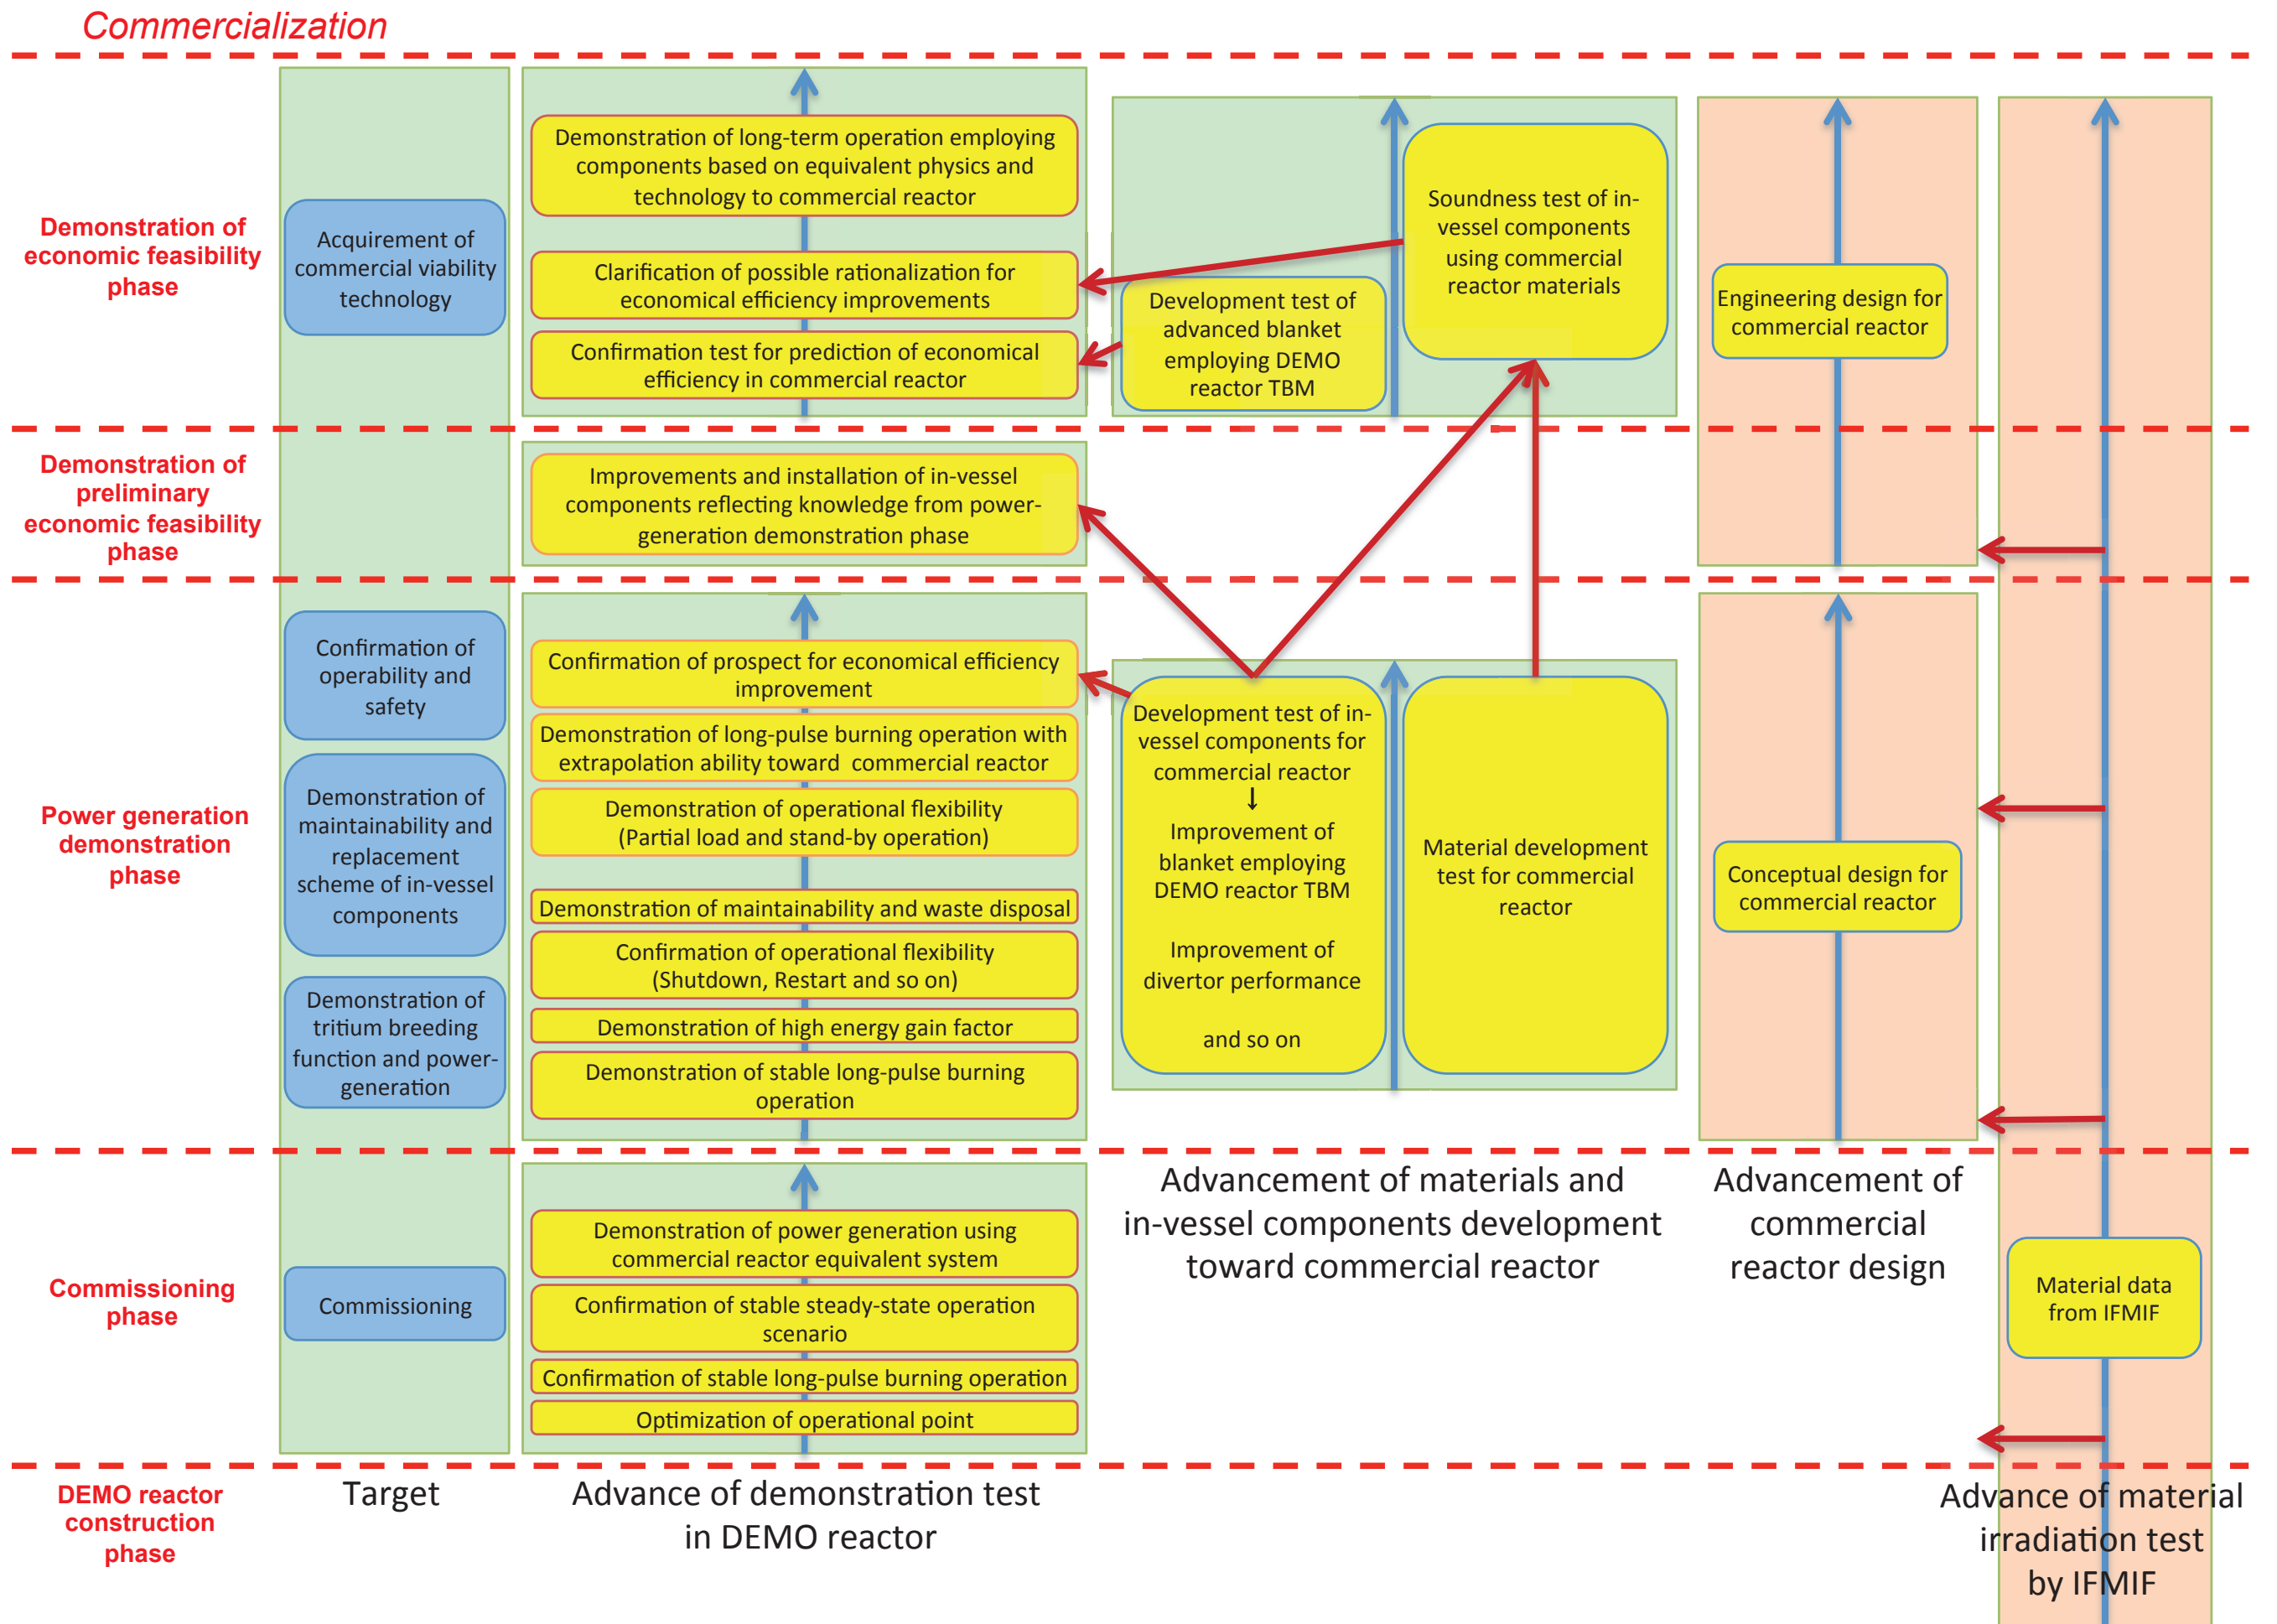 Commercialization
Demonstration of
economic feasibility
phase
Acquirement of
commercial viability
technology
Demonstration of long-term operation employing
components based on equivalent physics and
technology to commercial reactor
Clarification of possible rationalization for
economical efficiency improvements
Confirmation test for prediction of economical
efficiency in commercial reactor
Development test of
advanced blanket
employing DEMO
reactor TBM
Soundness test of in-
vessel components
using commercial
reactor materials
Engineering design for
commercial reactor
Demonstration of
preliminary
economic feasibility
phase
Improvements and installation of in-vessel
components reflecting knowledge from power-
generation demonstration phase
Power generation
demonstration
phase
Confirmation of
operability and
safety
Demonstration of
maintainability and
replacement
scheme of in-vessel
components
Demonstration of
tritium breeding
function and power-
generation
Confirmation of prospect for economical efficiency
improvement
Demonstration of long-pulse burning operation with
extrapolation ability toward commercial reactor
Demonstration of operational flexibility
(Partial load and stand-by operation)
Demonstration of maintainability and waste disposal
Confirmation of operational flexibility
(Shutdown, Restart and so on)
Demonstration of high energy gain factor
Demonstration of stable long-pulse burning
operation
Development test of in-
vessel components for
commercial reactor
↓
Improvement of
blanket employing
DEMO reactor TBM
Improvement of
divertor performance
and so on
Material development
test for commercial
reactor
Conceptual design for
commercial reactor
Commissioning
phase
Commissioning
Demonstration of power generation using
commercial reactor equivalent system
Confirmation of stable steady-state operation
scenario
Confirmation of stable long-pulse burning operation
Optimization of operational point
Advancement of materials and
in-vessel components development
toward commercial reactor
Advancement of
commercial
reactor design
Material data
from IFMIF
DEMO reactor
construction
phase
Target
Advance of demonstration test
in DEMO reactor
Advance of material
irradiation test
by IFMIF